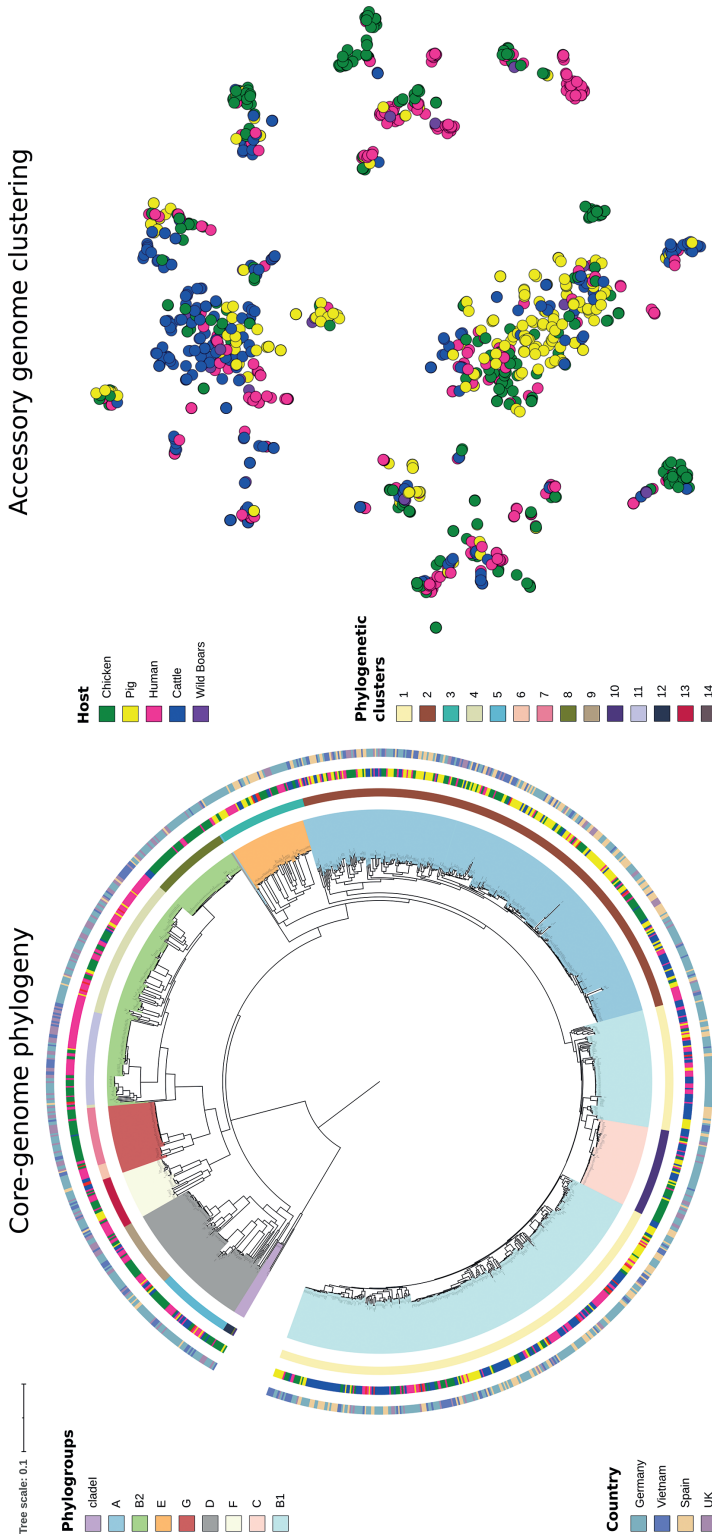 Core-genome phylogeny
Accessory genome clustering
Tree scale: 0.1
Phylogroups
cladeI
A
B2
E
G
D
F
C
B1
Country
Germany
Vietnam
Spain
UK
Host
Chicken
Pig
Human
Cattle
Wild Boars
Phylogenetic
clusters
1
2
3
4
5
6
7
8
9
10
11
12
13
14